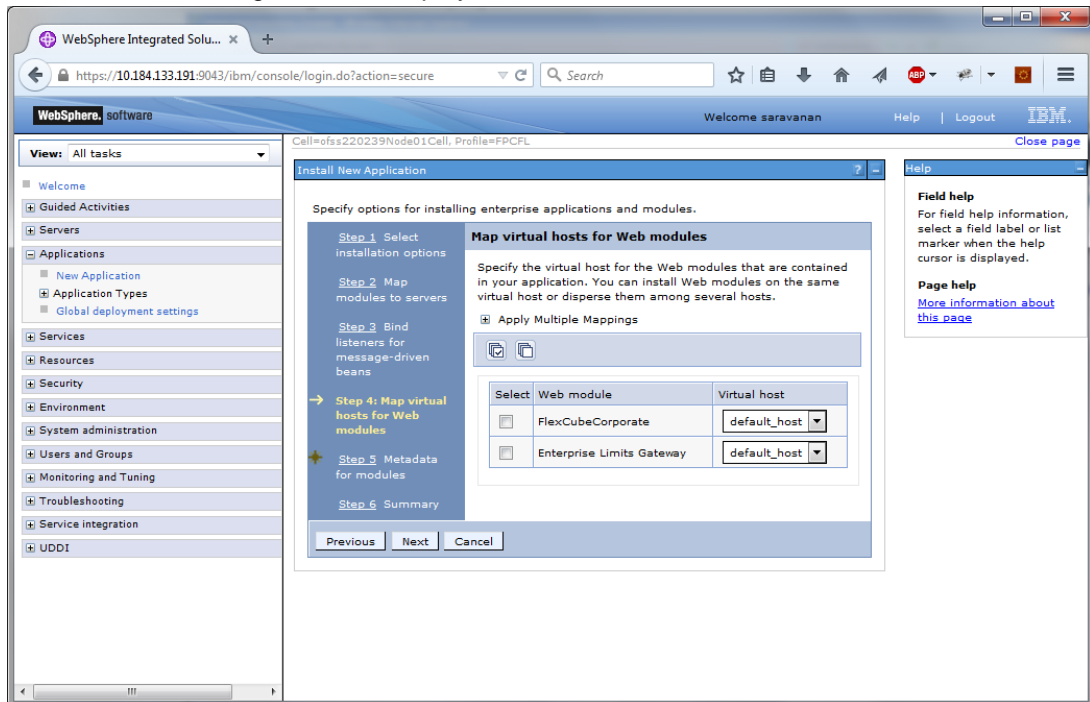 WebSphere Integrated Solu... × +
https://10.184.133.191:9043/ibm/console/login.do?action=secure Search ABP
WebSphere. software Welcome saravanan Help | Logout IBM.
Cell=ofss220239Node01Cell, Profile=FPCFL Close page
View: All tasks
Welcome
Guided Activities
Servers
Applications
New Application
Application Types
Global deployment settings
Services
Resources
Security
Environment
System administration
Users and Groups
Monitoring and Tuning
Troubleshooting
Service integration
UDDI
Install New Application ? -
Specify options for installing enterprise applications and modules.
Step 1 Select
installation options
Step 2 Map
modules to servers
Step 3 Bind
listeners for
message-driven
beans
Step 4: Map virtual
hosts for Web
modules
Step 5 Metadata
for modules
Step 6 Summary
Map virtual hosts for Web modules
Specify the virtual host for the Web modules that are contained
in your application. You can install Web modules on the same
virtual host or disperse them among several hosts.
Apply Multiple Mappings
Select Web module Virtual host
FlexCubeCorporate default_host
Enterprise Limits Gateway default_host
Previous Next Cancel
Help -
Field help
For field help information,
select a field label or list
marker when the help
cursor is displayed.
Page help
More information about
this page